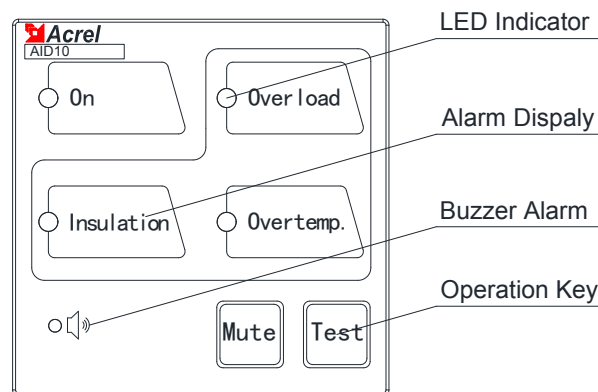 Acrel
AID10
LED Indicator
On
Overload
Alarm Dispaly
Insulation
Overtemp.
Buzzer Alarm
Operation Key
Mute
Test